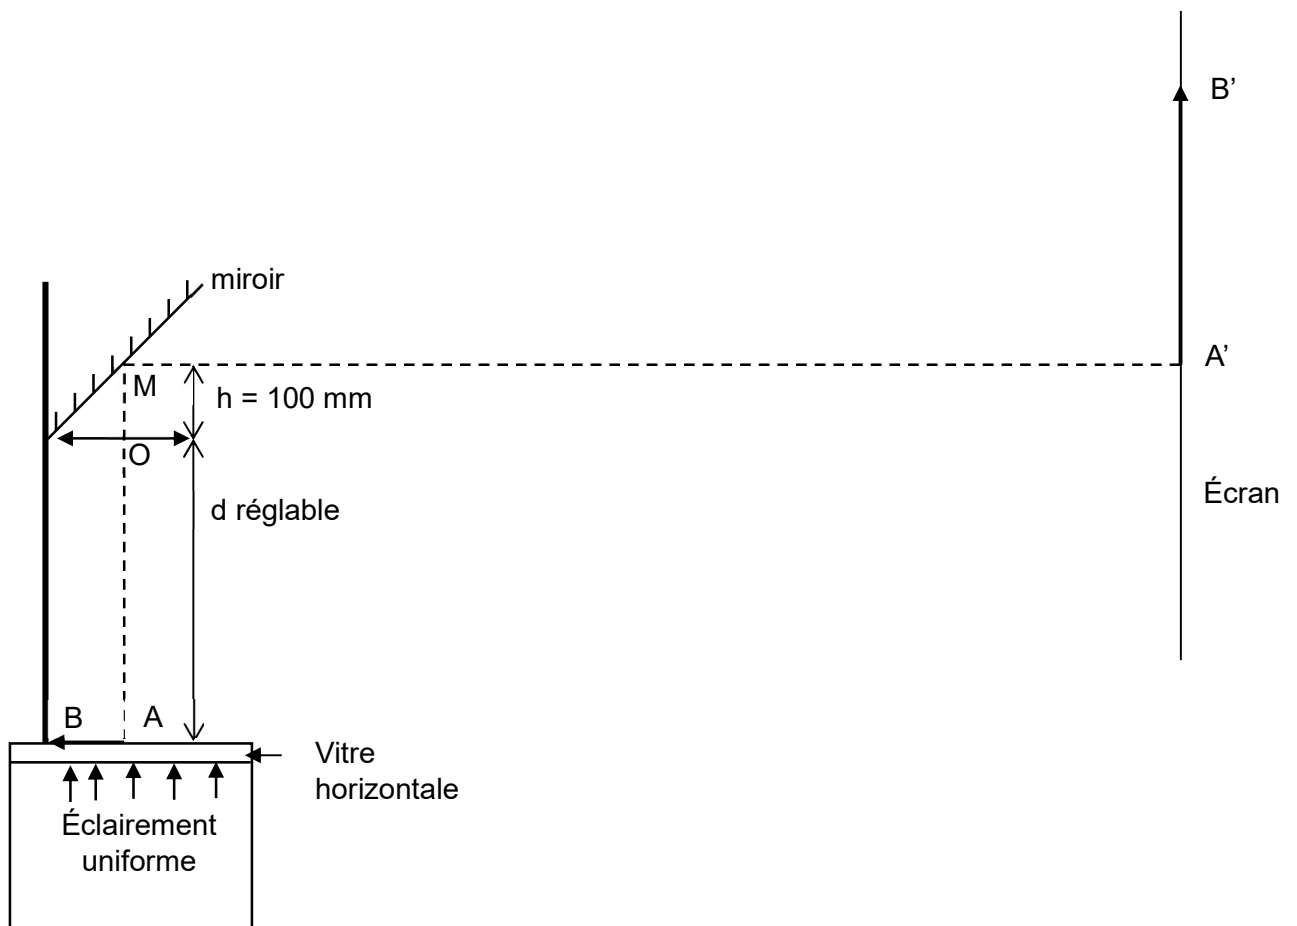 B’
miroir
A’
M
h = 100 mm
O
Écran
d réglable
B
A
Vitre
horizontale
Éclairement
uniforme